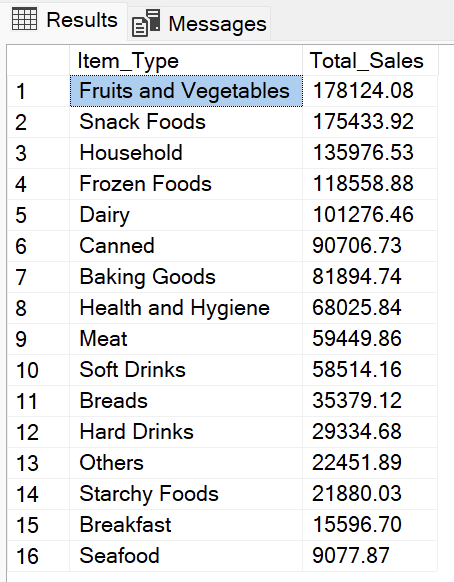 Results Messages
Item_Type Total_Sales
1 Fruits and Vegetables 178124.08
2 Snack Foods 175433.92
3 Household 135976.53
4 Frozen Foods 118558.88
5 Dairy 101276.46
6 Canned 90706.73
7 Baking Goods 81894.74
8 Health and Hygiene 68025.84
9 Meat 59449.86
10 Soft Drinks 58514.16
11 Breads 35379.12
12 Hard Drinks 29334.68
13 Others 22451.89
14 Starchy Foods 21880.03
15 Breakfast 15596.70
16 Seafood 9077.87